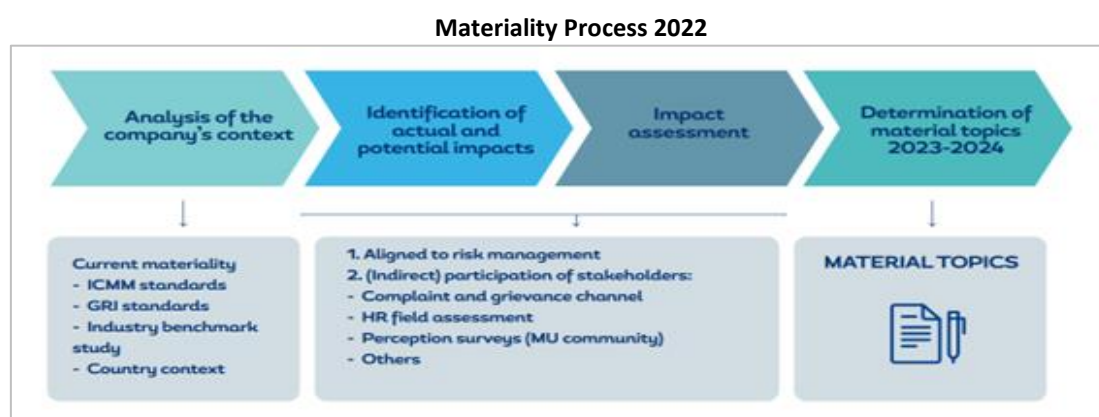 Materiality Process 2022
Analysis of the
company's context
Identification of
actual and
potential impacts
Impact
assessment
Determination of
material topics
2023-2024
Current materiality
- ICMM standards
- GRI standards
- Industry benchmark
study
- Country context
1. Aligned to risk management
2. (Indirect) participation of stakeholders:
- Complaint and grievance channel
- HR field assessment
- Perception surveys (MU community)
- Others
MATERIAL TOPICS